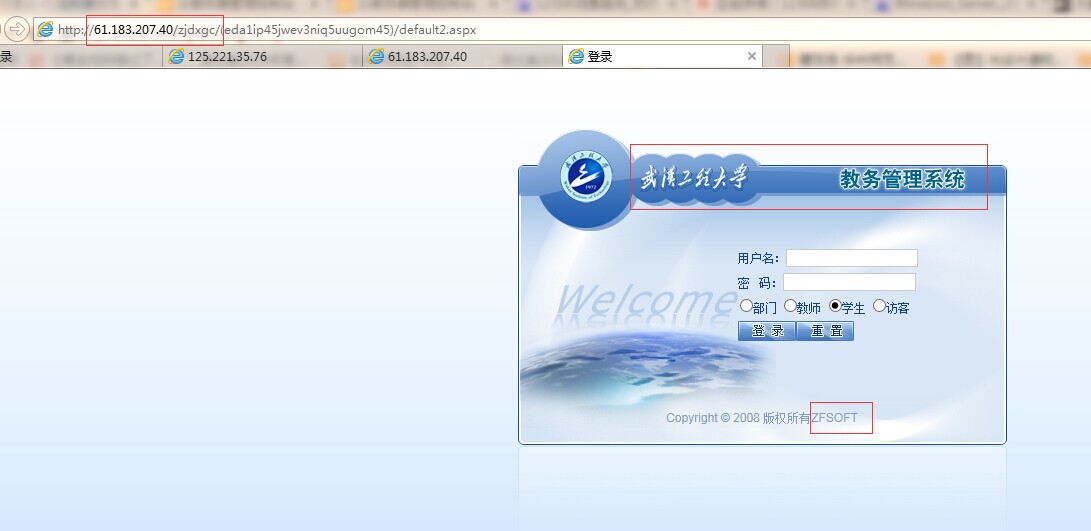 http://61.183.207.40/zjdxgc/(eda1ip45jwev3niq5uugom45)/default2.aspx
录
125.221.35.76
61.183.207.40
登录
武汉工程大学
教务管理系统
1972
用户名：
密 码：
Welcome
部门 教师 学生 访客
登 录 重 置
Copyright © 2008 版权所有ZFSOFT